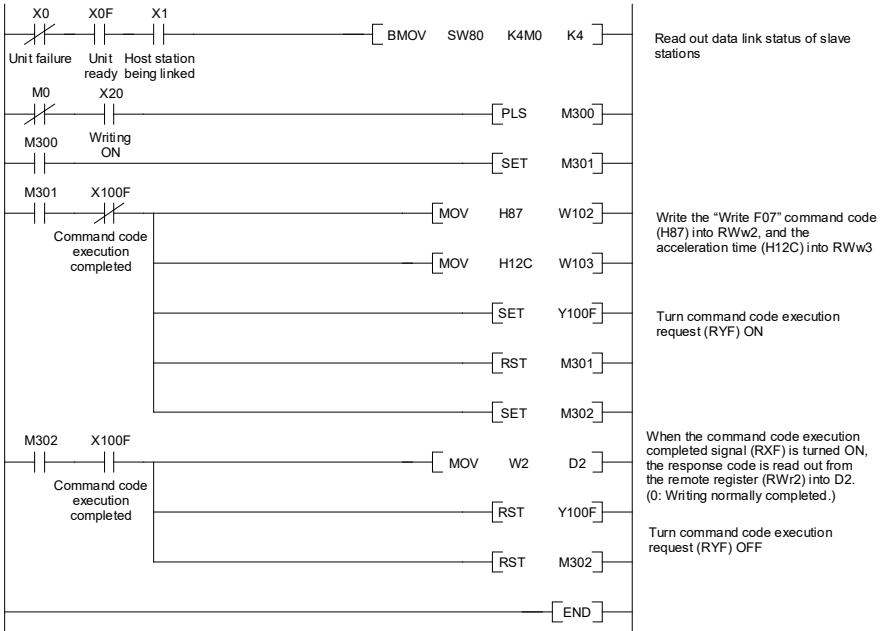 X0 X0F X1
BMOV SW80 K4M0 K4
Read out data link status of slave
stations
Unit failure Unit Host station
ready being linked
M0 X20
PLS M300
Writing
ON
M300
SET M301
M301 X100F
MOV H87 W102
Write the “Write F07” command code
(H87) into RWw2, and the
acceleration time (H12C) into RWw3
Command code
execution
completed
MOV H12C W103
SET Y100F
Turn command code execution
request (RYF) ON
RST M301
SET M302
M302 X100F
MOV W2 D2
When the command code execution
completed signal (RXF) is turned ON,
the response code is read out from
the remote register (RWr2) into D2.
(0: Writing normally completed.)
Command code
execution
completed
RST Y100F
Turn command code execution
request (RYF) OFF
RST M302
END